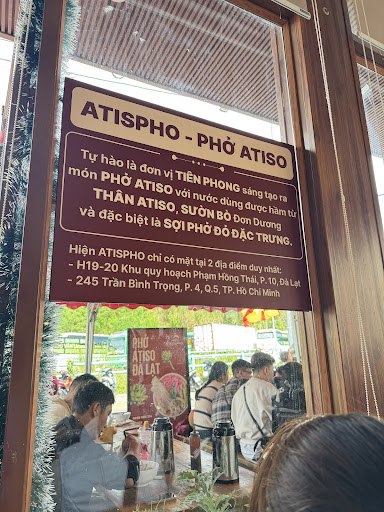 ATISPHO - PHỞ ATISO
Tự hào là đơn vị TIÊN PHONG sáng tạo ra
món PHỞ ATISO với nước dùng được hầm từ
THÂN ATISO, SƯỜN BÒ Đơn Dương
và đặc biệt là SỢI PHỞ ĐỎ ĐẶC TRƯNG.
Hiện ATISPHO chỉ có mặt tại 2 địa điểm duy nhất:
- H19-20 Khu quy hoạch Phạm Hồng Thái, P.10, Đà Lạt
- 245 Trần Bình Trọng, P. 4, Q.5, TP. Hồ Chí Minh
PHỞ
ATISO
ĐÀ LẠT